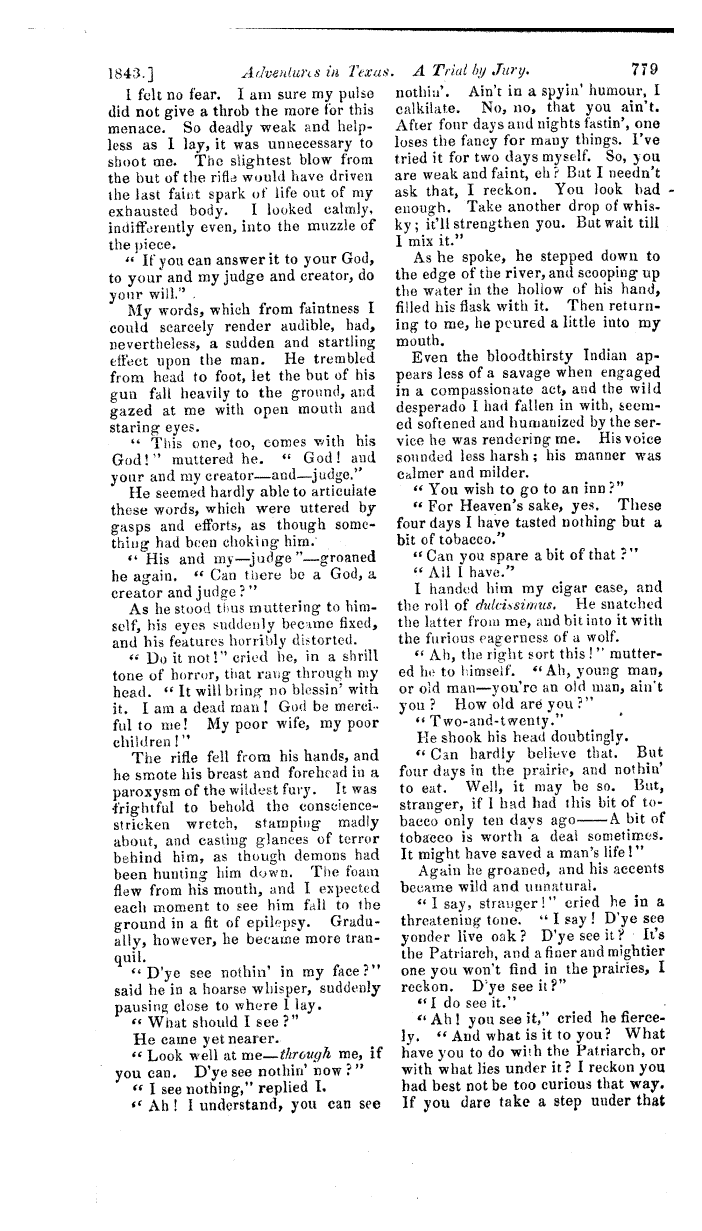 1843.] Adventures in Texas. A Trial by Jury. 779
I felt no fear. I am sure my pulse
did not give a throb the more for this
menace. So deadly weak and help-
less as I lay, it was unnecessary to
shoot me. The slightest blow from
the but of the rifle would have driven
the last faint spark of life out of my
exhausted body. I looked calmly,
indifferently even, into the muzzle of
the piece.
“ If you can answer it to your God,
to your and my judge and creator, do
your will.”
My words, which from faintness I
could scarcely render audible, had,
nevertheless, a sudden and startling
effect upon the man. He trembled
from head to foot, let the but of his
gun fall heavily to the ground, and
gazed at me with open mouth and
staring eyes.
“ This one, too, comes with his
God!” muttered he. “ God! and
your and my creator—and—judge.”
He seemed hardly able to articulate
these words, which were uttered by
gasps and efforts, as though some-
thing had been choking him.
“ His and my—judge ”—groaned
he again. “ Can there be a God, a
creator and judge?”
As he stood thus muttering to him-
self, his eyes suddenly became fixed,
and his features horribly distorted.
“ Do it not!” cried he, in a shrill
tone of horror, that rang through my
head. “ It will bring no blessin’ with
it. I am a dead man! God be merci-
ful to me! My poor wife, my poor
children!”
The rifle fell from his hands, and
he smote his breast and forehead in a
paroxysm of the wildest fury. It was
frightful to behold the conscience-
stricken wretch, stamping madly
about, and casting glances of terror
behind him, as though demons had
been hunting him down. The foam
flew from his mouth, and I expected
each moment to see him fall to the
ground in a fit of epilepsy. Gradu-
ally, however, he became more tran-
quil.
“ D’ye see nothin’ in my face?”
said he in a hoarse whisper, suddenly
pausing close to where I lay.
“ What should I see?”
He came yet nearer.
“ Look well at me—through me, if
you can. D’ye see nothin’ now?”
“ I see nothing,” replied I.
“ Ah! I understand, you can see
nothin’. Ain’t in a spyin’ humour, I
calkilate. No, no, that you ain’t.
After four days and nights fastin’, one
loses the fancy for many things. I’ve
tried it for two days myself. So, you
are weak and faint, eh? But I needn’t
ask that, I reckon. You look bad
enough. Take another drop of whis-
ky; it’ll strengthen you. But wait till
I mix it.”
As he spoke, he stepped down to
the edge of the river, and scooping up
the water in the hollow of his hand,
filled his flask with it. Then return-
ing to me, he poured a little into my
mouth.
Even the bloodthirsty Indian ap-
pears less of a savage when engaged
in a compassionate act, and the wild
desperado I had fallen in with, seem-
ed softened and humanized by the ser-
vice he was rendering me. His voice
sounded less harsh; his manner was
calmer and milder.
“ You wish to go to an inn?”
“ For Heaven’s sake, yes. These
four days I have tasted nothing but a
bit of tobacco.”
“ Can you spare a bit of that?”
“ All I have.”
I handed him my cigar case, and
the roll of dulcissimus. He snatched
the latter from me, and bit into it with
the furious eagerness of a wolf.
“ Ah, the right sort this!” mutter-
ed he to himself. “ Ah, young man,
or old man—you’re an old man, ain’t
you? How old are you?”
“ Two-and-twenty.”
He shook his head doubtingly.
“ Can hardly believe that. But
four days in the prairie, and nothin’
to eat. Well, it may be so. But,
stranger, if I had had this bit of to-
bacco only ten days ago——A bit of
tobacco is worth a deal sometimes.
It might have saved a man’s life!”
Again he groaned, and his accents
became wild and unnatural.
“ I say, stranger!” cried he in a
threatening tone. “ I say! D’ye see
yonder live oak? D’ye see it? It’s
the Patriarch, and a finer and mightier
one you won’t find in the prairies, I
reckon. D’ye see it?”
“ I do see it.”
“ Ah! you see it,” cried he fierce-
ly. “ And what is it to you? What
have you to do with the Patriarch, or
with what lies under it? I reckon you
had best not be too curious that way.
If you dare take a step under that